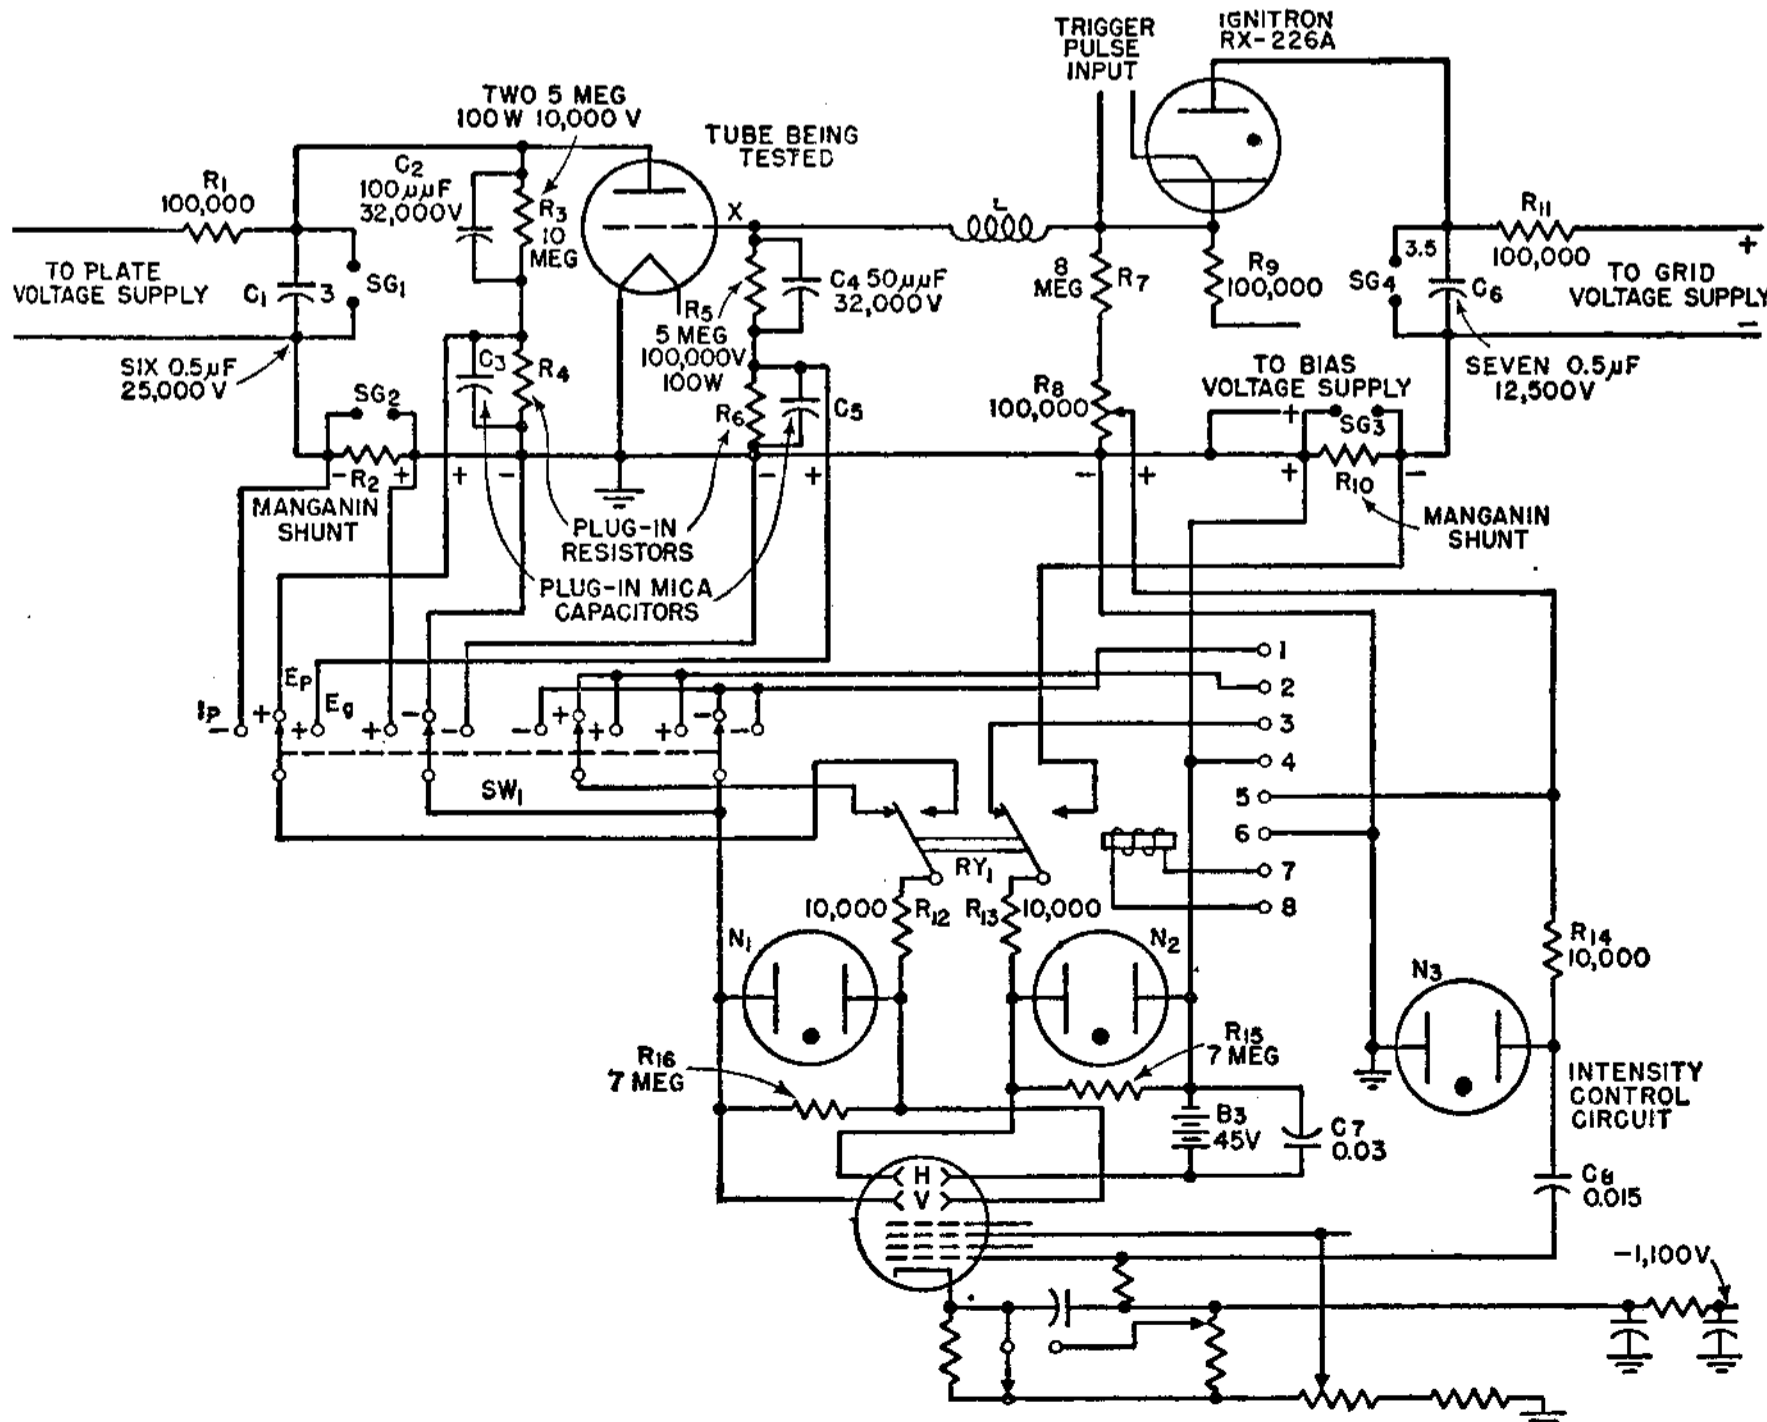 TRIGGER
PULSE
INPUT
IGNITRON
RX-226A
TWO 5 MEG
100W 10,000 V
TUBE BEING
TESTED
R1
100,000
C2
100μμF
32,000V
R3
10
MEG
X
L
R11
100,000
+
TO PLATE
VOLTAGE SUPPLY
C1
3
SG1
R5
5 MEG
100,000V
100W
C4 50μμF
32,000V
8
MEG
R7
R9
100,000
3.5
SG4
C6
TO GRID
VOLTAGE SUPPLY
-
SIX 0.5μF
25,000 V
SG2
C3
R4
R6
C5
R8
100,000
TO BIAS
VOLTAGE SUPPLY
+
SG3
SEVEN 0.5μF
12,500V
-
R2
+
+
-
-
+
-
+
+
R10
-
MANGANIN
SHUNT
PLUG-IN
RESISTORS
MANGANIN
SHUNT
PLUG-IN MICA
CAPACITORS
1
2
3
4
5
6
7
8
EP
Eg
IP
-
+
+
+
-
-
-
+
+
+
-
-
SW1
RY1
10,000
R12
R13
10,000
N1
N2
R14
10,000
N3
R16
7 MEG
R15
7 MEG
B3
45V
C7
0.03
INTENSITY
CONTROL
CIRCUIT
H
V
C8
0.015
-1,100V